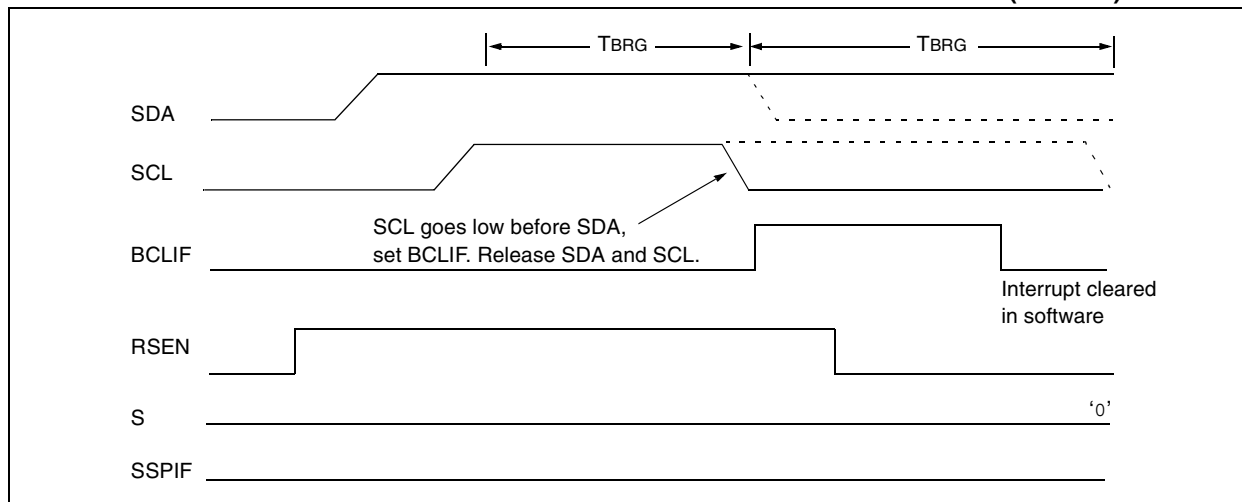 TBRG TBRG
SDA
SCL
SCL goes low before SDA,
set BCLIF. Release SDA and SCL.
BCLIF
Interrupt cleared
in software
RSEN
S ‘0’
SSPIF